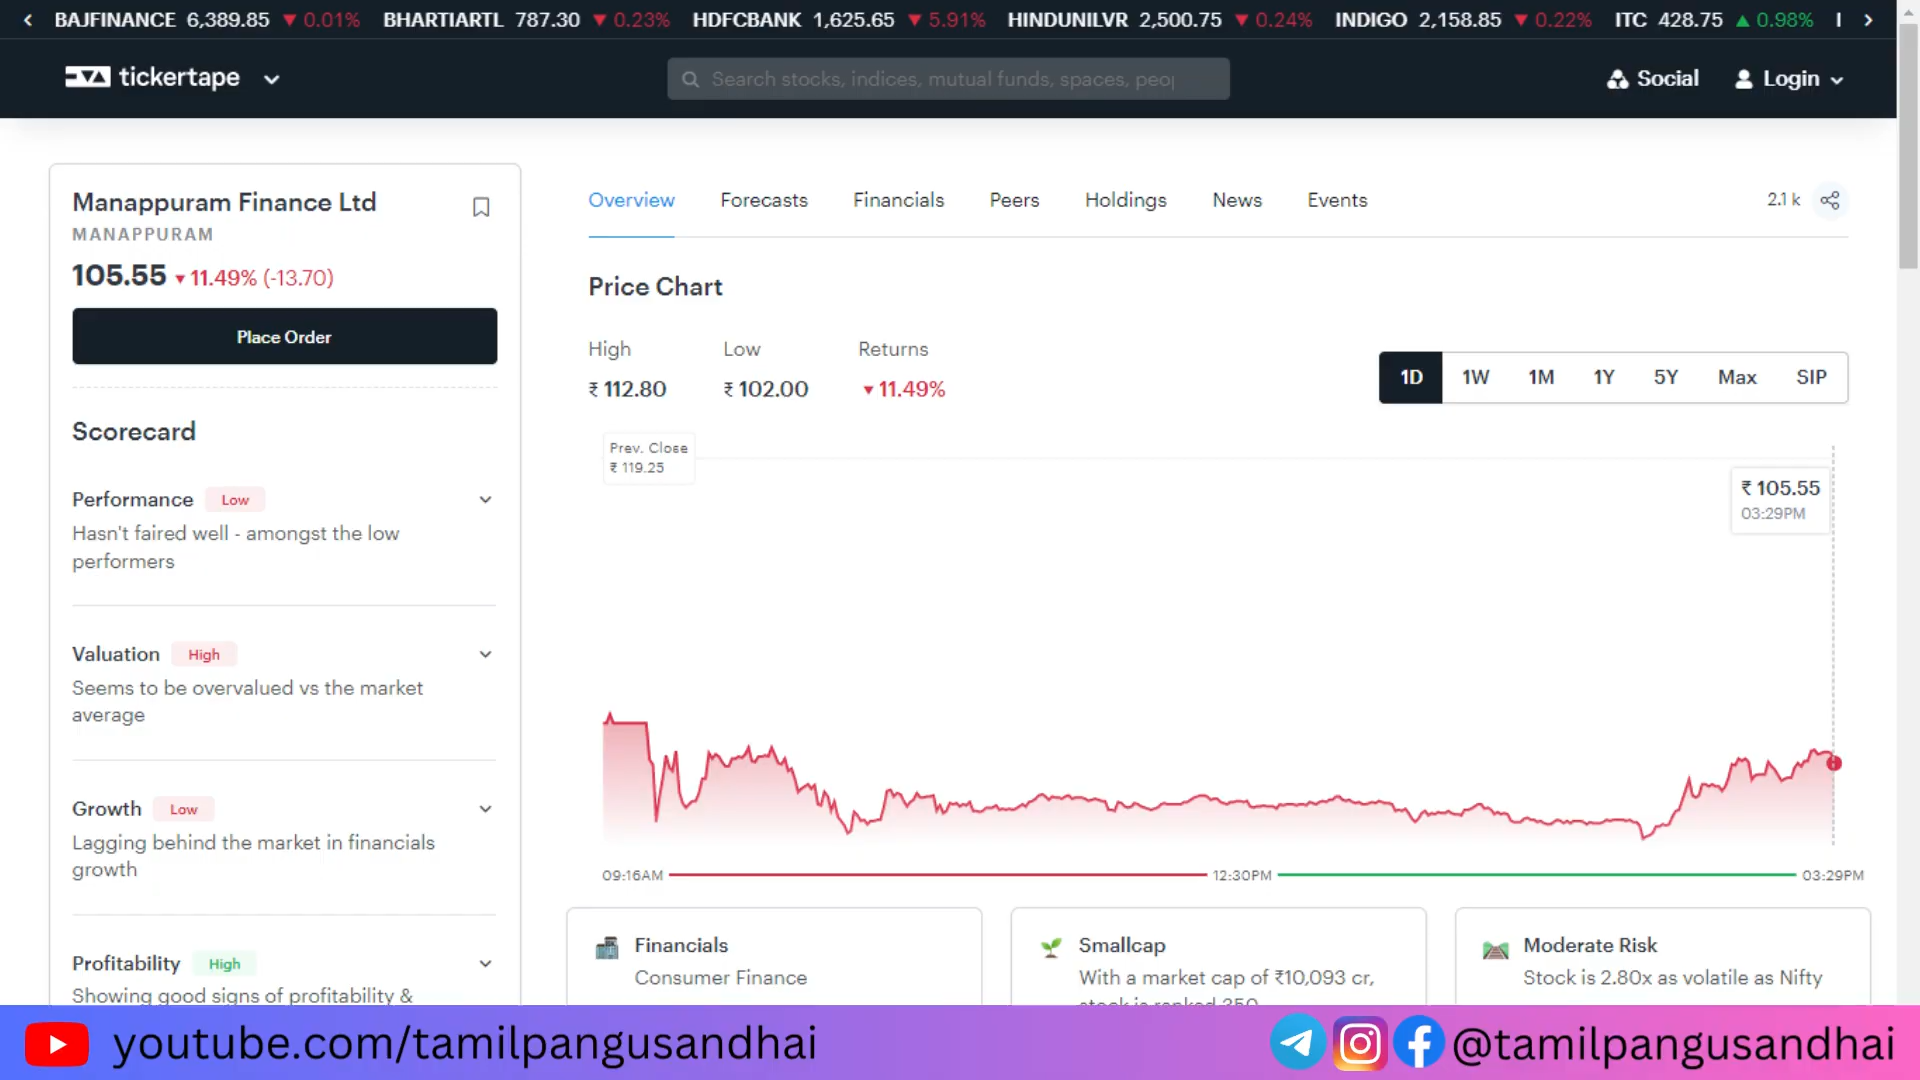 BAJFINANCE 6,389.85 ▼ 0.01% BHARTIARTL 787.30 ▼ 0.23% HDFCBANK 1,625.65 ▼ 5.91% HINDUNILVR 2,500.75 ▼ 0.24% INDIGO 2,158.85 ▼ 0.22% ITC 428.75 ▲ 0.98%
tickertape
Search stocks, indices, mutual funds, spaces,
Social
Login
Manappuram Finance Ltd
MANAPPURAM
105.55 ▼ 11.49% (-13.70)
Place Order
Scorecard
Performance Low
Hasn't faired well - amongst the low
performers
Valuation High
Seems to be overvalued vs the market
average
Growth Low
Lagging behind the market in financials
growth
Profitability High
Showing good signs of profitability &
Overview Forecasts Financials Peers Holdings News Events
2.1 k
Price Chart
High Low Returns
₹ 112.80 ₹ 102.00 ▼ 11.49%
1D 1W 1M 1Y 5Y Max SIP
Prev. Close
₹ 119.25
₹ 105.55
03:29PM
09:16AM 12:30PM 03:29PM
Financials
Consumer Finance
Smallcap
With a market cap of ₹10,093 cr,
stock is ranked 350
Moderate Risk
Stock is 2.80x as volatile as Nifty
youtube.com/tamilpangusandhai
@tamilpangusandhai